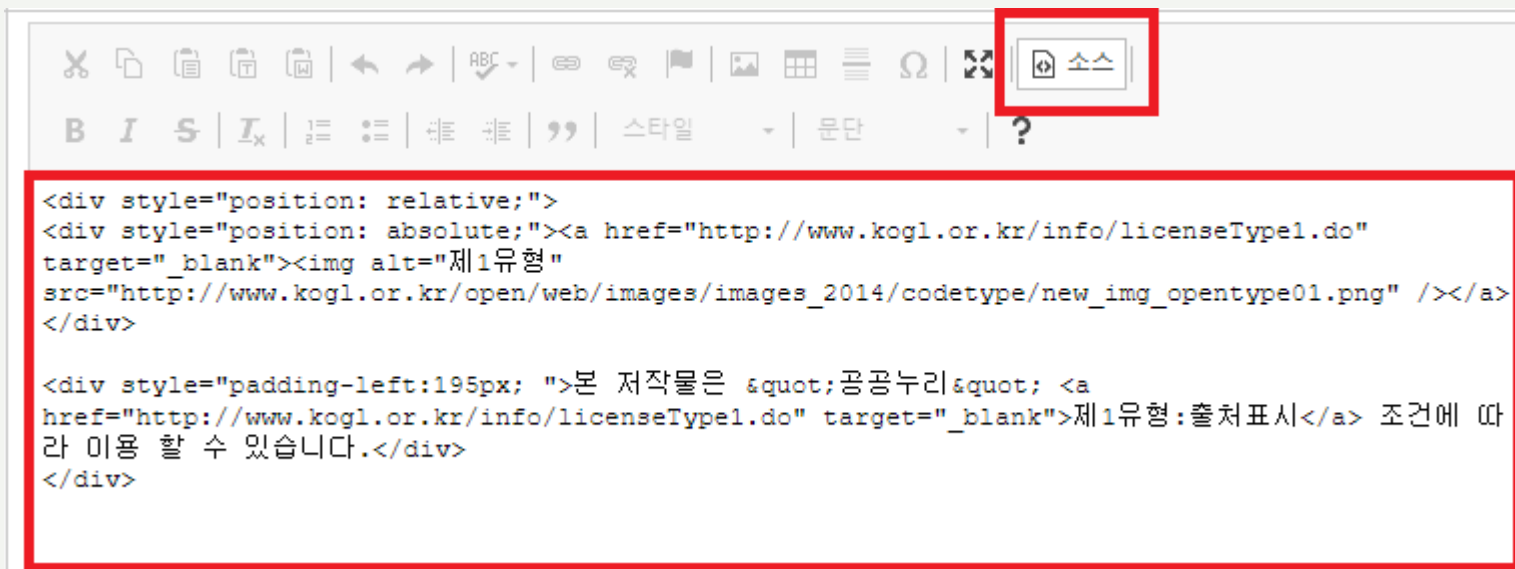 ABC
소스
B I S Ix
스타일 문단 ?
<div style="position: relative;">
<div style="position: absolute;"><a href="http://www.kogl.or.kr/info/licenseType1.do"
target="_blank"><img alt="제1유형"
src="http://www.kogl.or.kr/open/web/images/images_2014/codetype/new_img_opentype01.png" /></a>
</div>
<div style="padding-left:195px; ">본 저작물은 &quot;공공누리&quot; <a
href="http://www.kogl.or.kr/info/licenseType1.do" target="_blank">제1유형:출처표시</a> 조건에 따
라 이용 할 수 있습니다.</div>
</div>